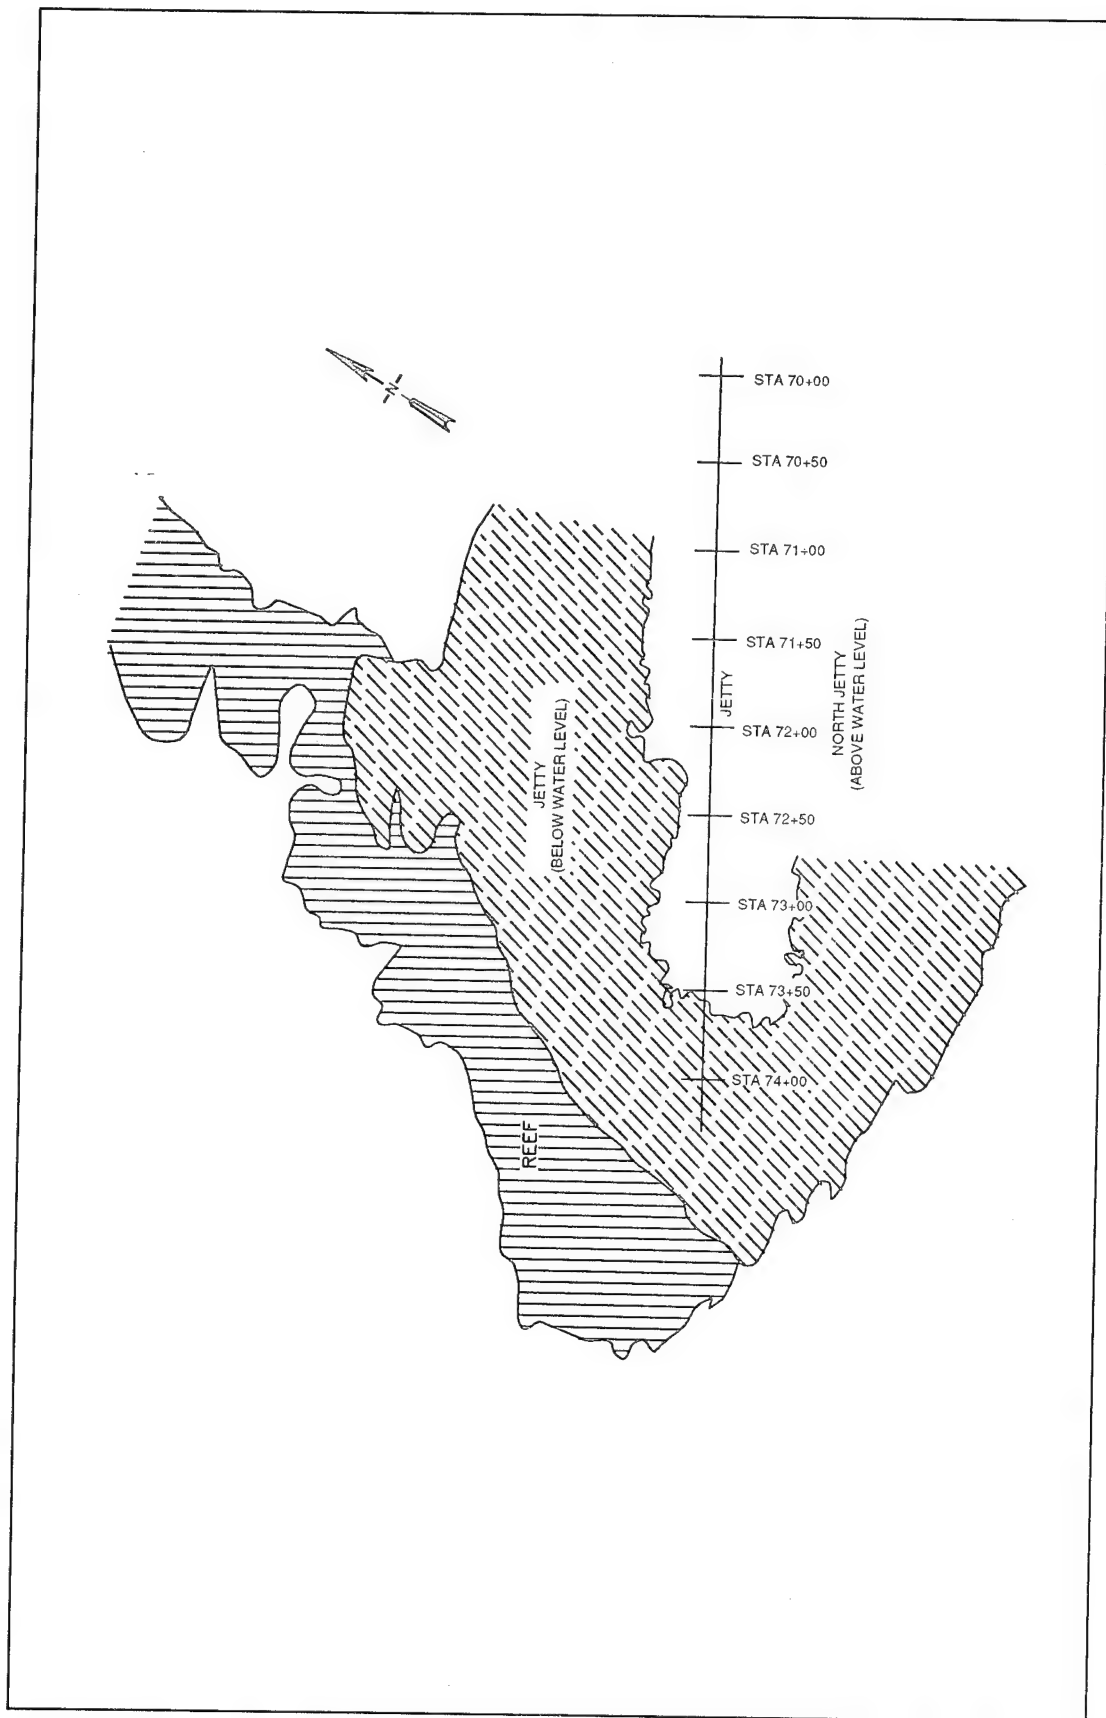 N
STA 70+00
STA 70+50
STA 71+00
STA 71+50
JETTY
STA 72+00
NORTH JETTY
(ABOVE WATER LEVEL)
JETTY
(BELOW WATER LEVEL)
STA 72+50
STA 73+00
STA 73+50
STA 74+00
REEF